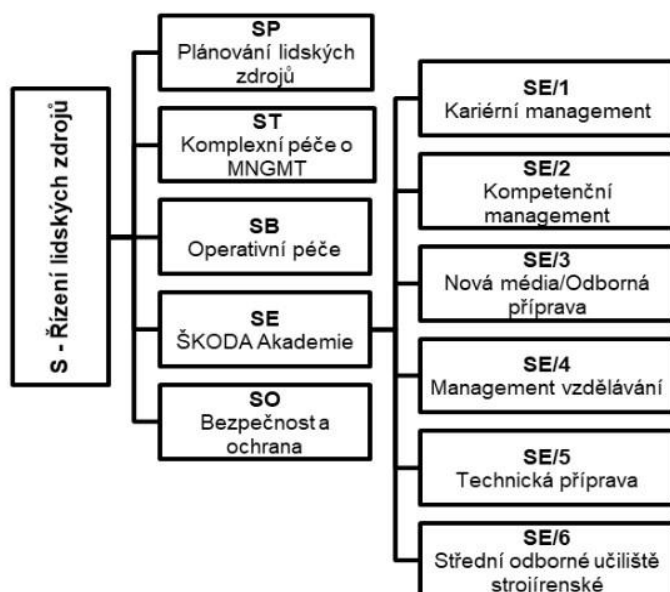 S - Řízení lidských zdrojů
SP
Plánování lidských
zdrojů
ST
Komplexní péče o
MNGMT
SB
Operativní péče
SE
ŠKODA Akademie
SO
Bezpečnost a
ochrana
SE/1
Kariérní management
SE/2
Kompetenční
management
SE/3
Nová média/Odborná
příprava
SE/4
Management vzdělávání
SE/5
Technická příprava
SE/6
Střední odborné učiliště
strojírenské